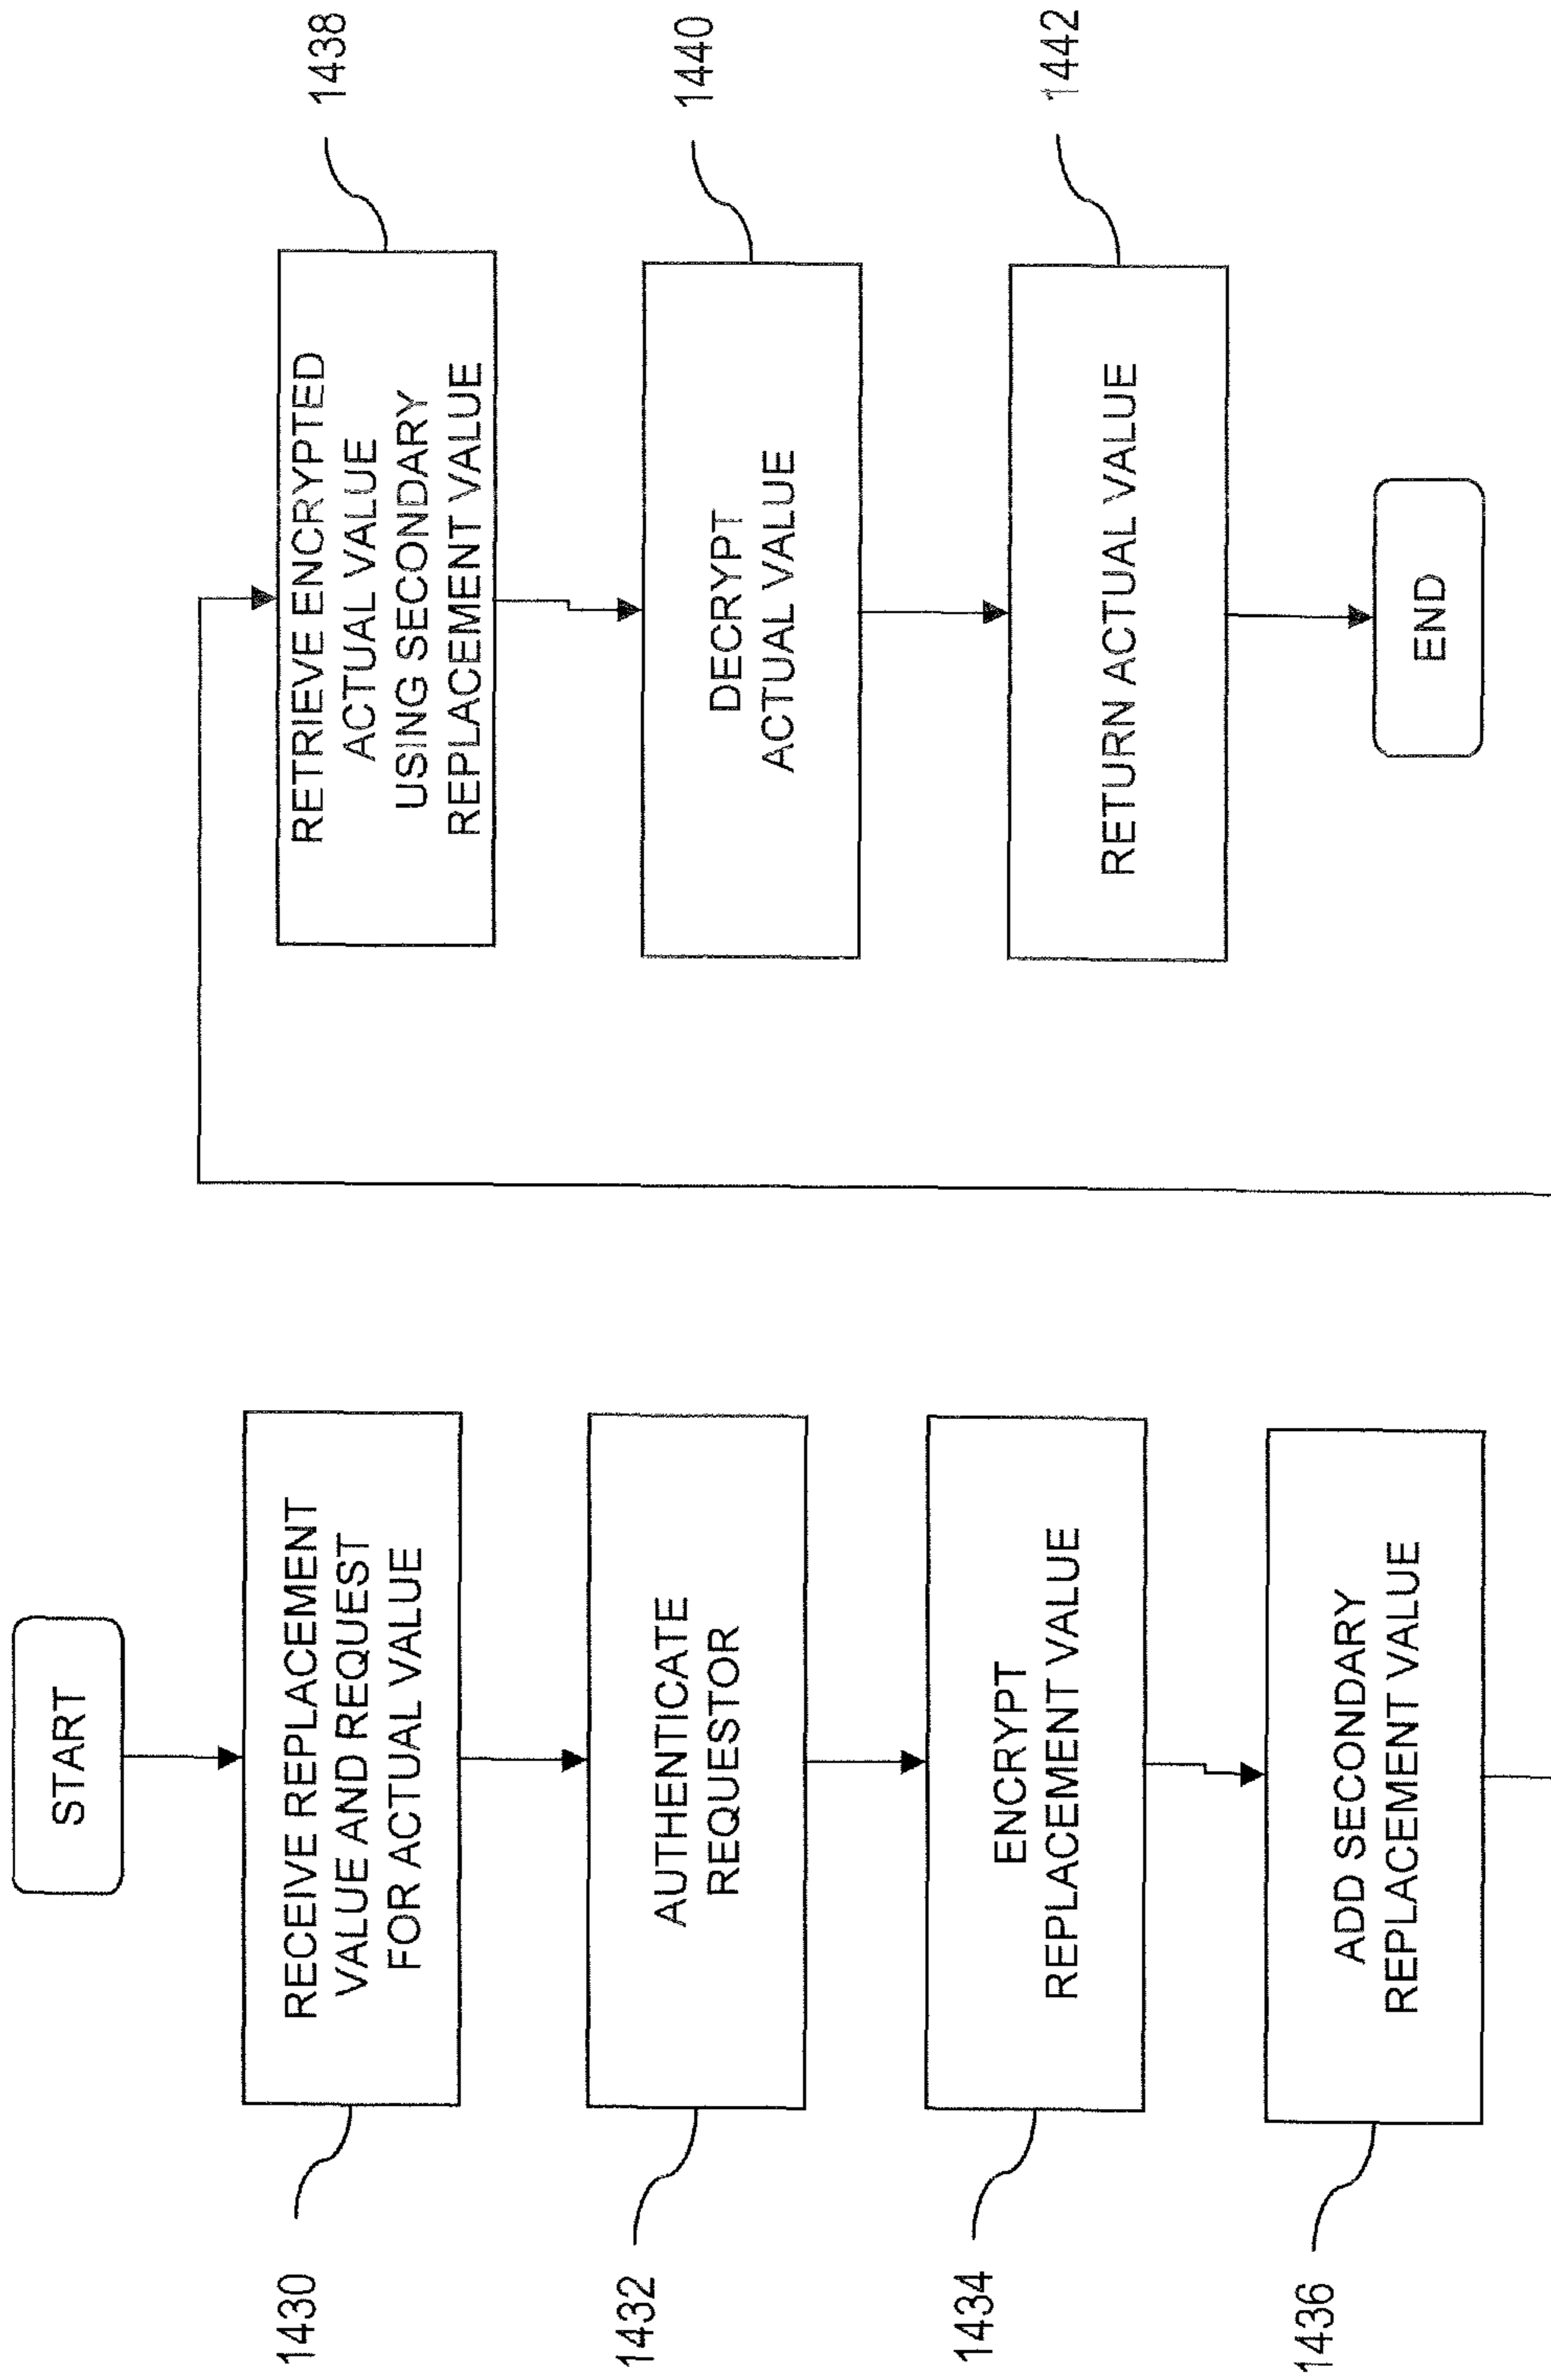 START
RECEIVE REPLACEMENT
VALUE AND REQUEST
FOR ACTUAL VALUE
1430
AUTHENTICATE
REQUESTOR
1432
ENCRYPT
REPLACEMENT VALUE
1434
ADD SECONDARY
REPLACEMENT VALUE
1436
RETRIEVE ENCRYPTED
ACTUAL VALUE
USING SECONDARY
REPLACEMENT VALUE
1438
DECRYPT
ACTUAL VALUE
1440
RETURN ACTUAL VALUE
1442
END